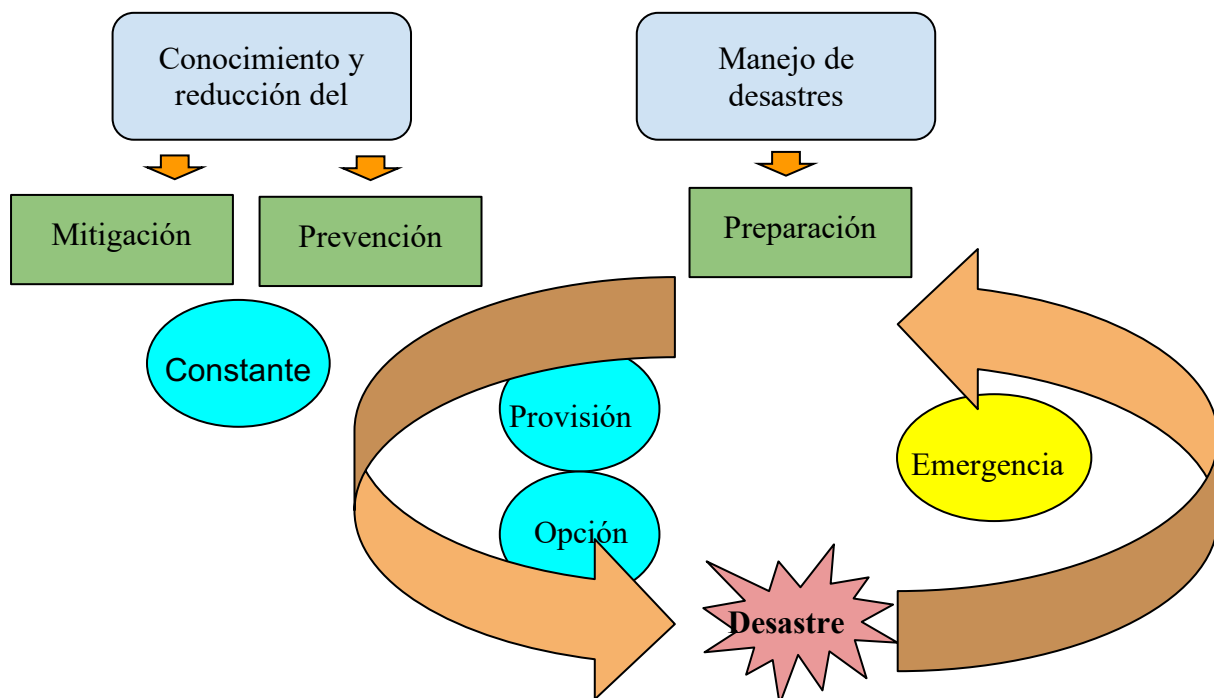 Conocimiento y
reducción del
Manejo de
desastres
Mitigación
Prevención
Preparación
Constante
Provisión
Emergencia
Opción
Desastre